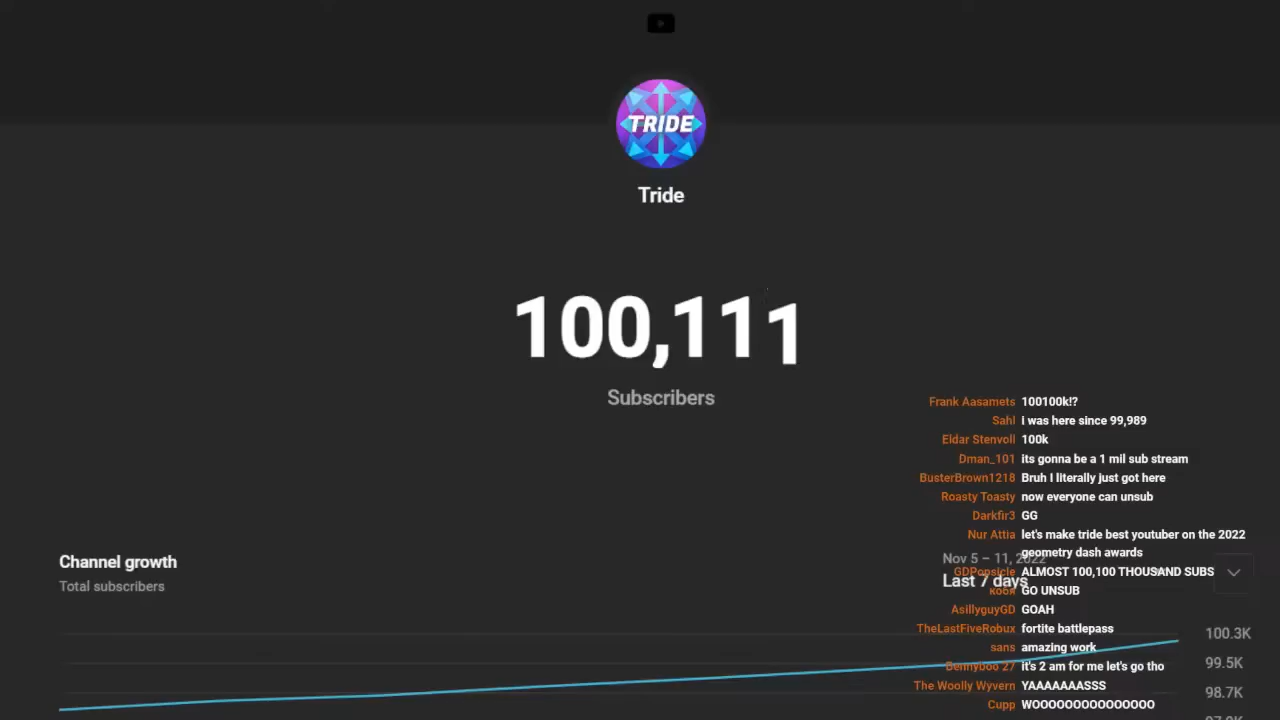 TRIDE
Tride
100,111
Subscribers
Frank Aasamets 100100k!?
Sahl i was here since 99,989
Eldar Stenvoll 100k
Dman_101 its gonna be a 1 mil sub stream
BusterBrown1218 Bruh I literally just got here
Roasty Toasty now everyone can unsub
Darkfir3 GG
Nur Attia let's make tride best youtuber on the 2022
geometry dash awards
Channel growth
Total subscribers
Nov 5 – 11, 2022
Last 7 days
GDPopsicle ALMOST 100,100 THOUSAND SUBS
кобя GO UNSUB
AsillyguyGD GOAH
TheLastFiveRobux fortite battlepass
sans amazing work
Bennyboo 27 it's 2 am for me let's go tho
The Woolly Wyvern YAAAAAAASSS
Cupp WOOOOOOOOOOOOOOO
100.3K
99.5K
98.7K